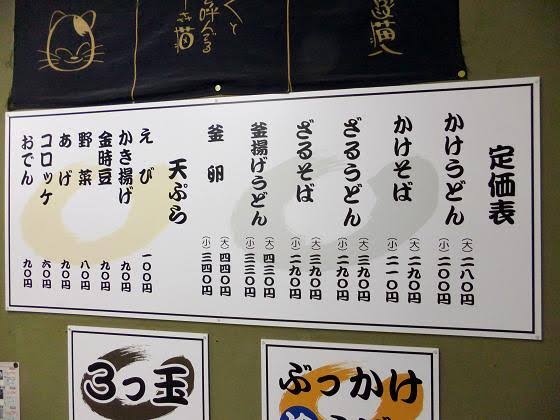 定価表
かけうどん
(大)二八〇円
(小)二〇〇円
かけそば
(大)二九〇円
(小)二一〇円
ざるうどん
(大)三九〇円
(小)二九〇円
ざるそば
(大)三九〇円
(小)二九〇円
釜揚げうどん
(大)四三〇円
(小)三三〇円
釜卵
(大)四四〇円
(小)三四〇円
天ぷら
えび 一〇〇円
かき揚げ 九〇円
金時豆 九〇円
野菜 八〇円
あげ 九〇円
コロッケ 六〇円
おでん 九〇円
3っ玉
ぶっかけ